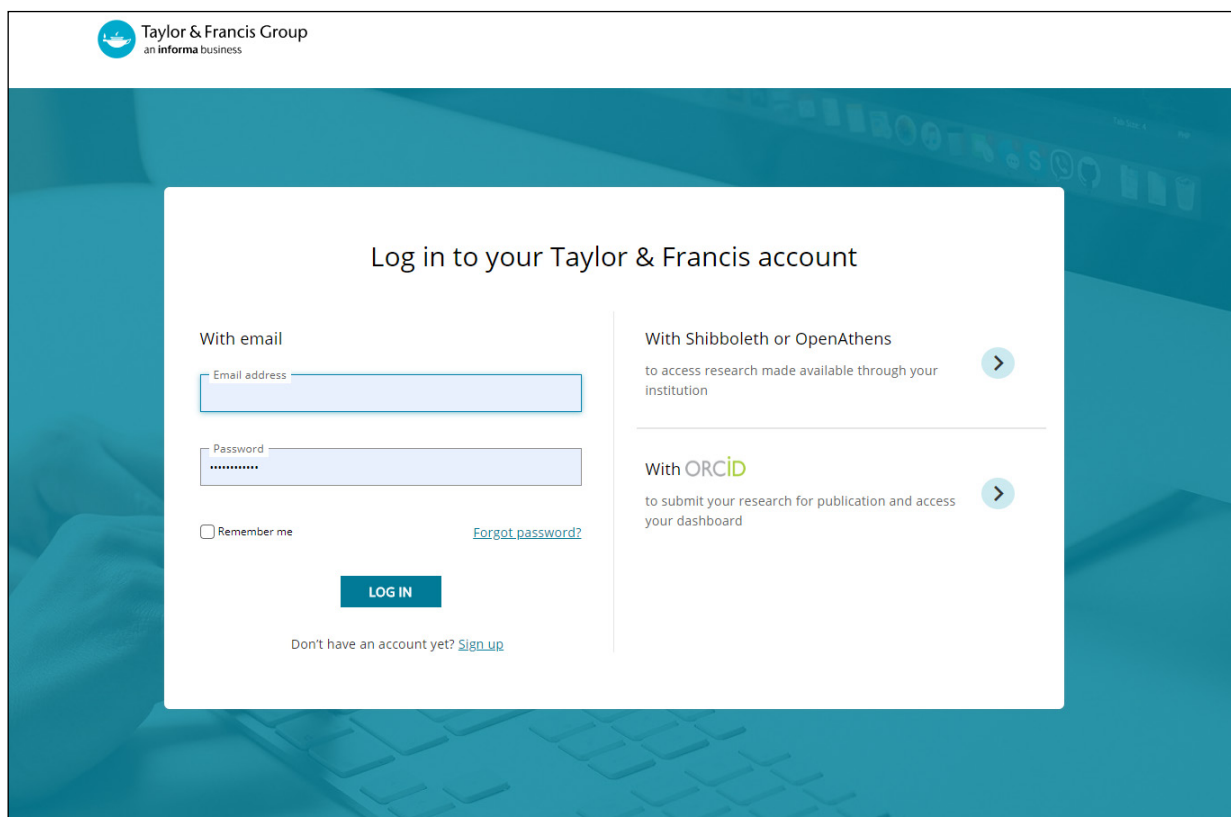 Taylor & Francis Group
an informa business
Log in to your Taylor & Francis account
With email
Email address
Password
••••••••••••
Remember me
Forgot password?
LOG IN
Don't have an account yet? Sign up
With Shibboleth or OpenAthens
to access research made available through your
institution
With ORCiD
to submit your research for publication and access
your dashboard